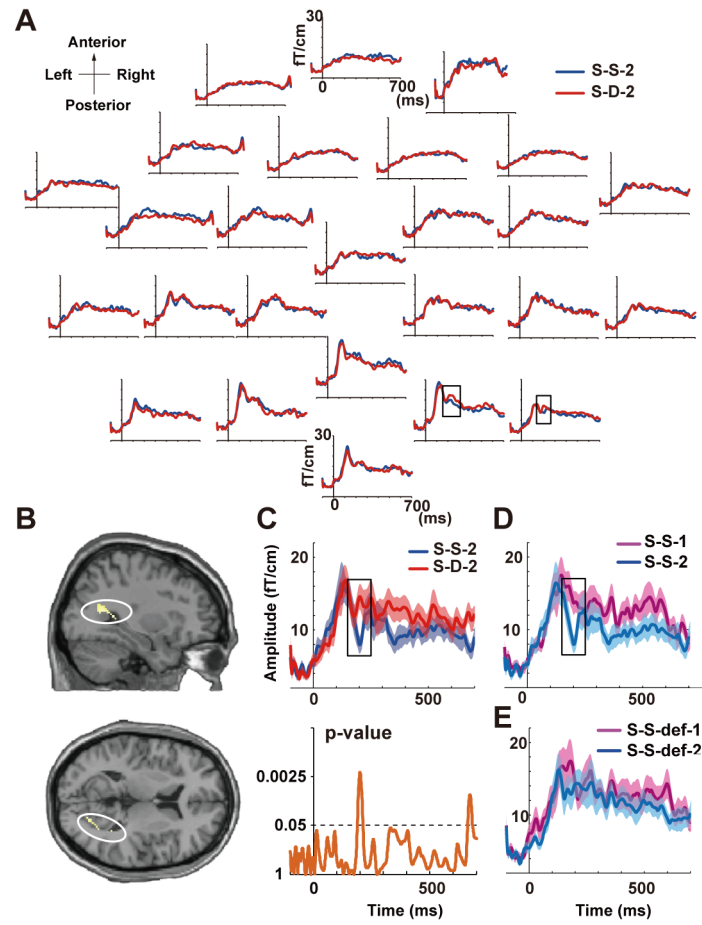 A
Anterior
Left Right
Posterior
30
fT/cm
0 700
(ms)
S-S-2
S-D-2
30
fT/cm
0 700
(ms)
B
C
S-S-2
S-D-2
Amplitude (fT/cm)
20
10
0 500
p-value
0.0025
0.05
1
0 500
Time (ms)
D
S-S-1
S-S-2
20
10
0 500
E
S-S-def-1
S-S-def-2
20
10
0 500
Time (ms)